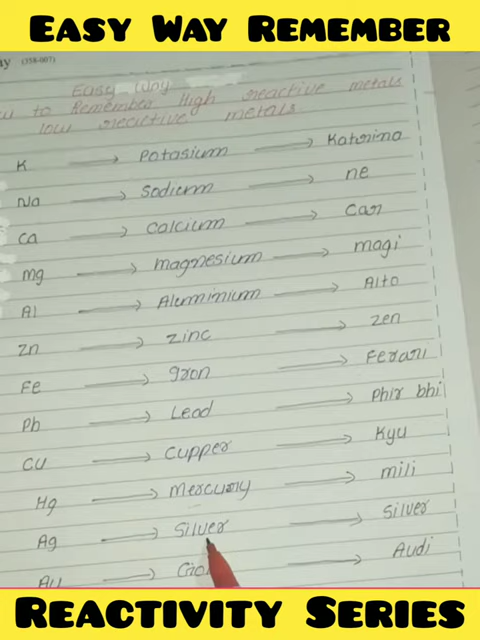 EASY WAY REMEMBER
(358-007)
Easy way
to Remember High reactive metals
low reactive metals
K → Potasium → Katrina
Na → Sodium → ne
Ca → Calcium → Car
mg → magnesium → magi
Al → Aluminium → Alto
Zn → zinc → zen
Fe → Iron → Ferari
Pb → Lead → Phir bhi
Cu → Cupper → Kyu
Hg → Mercury → mili
Ag → Silver → Silver
Au → → Audi
REACTIVITY SERIES